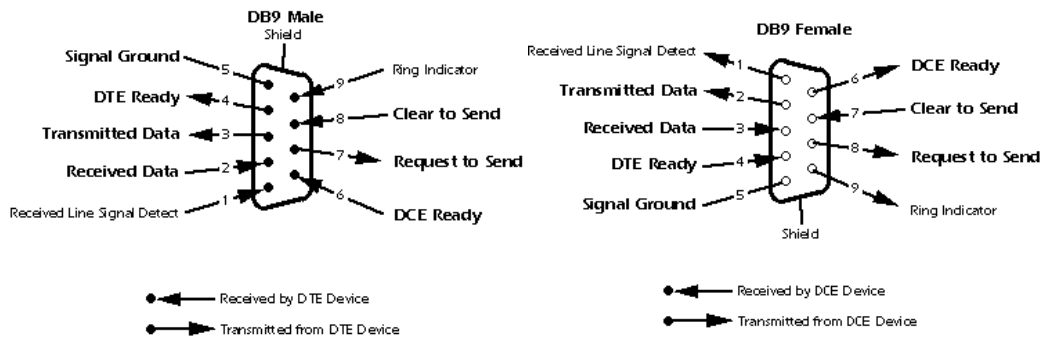 DB9 Male
Shield
Signal Ground
5
9
Ring Indicator
DTE Ready
4
8
Clear to Send
Transmitted Data
3
7
Request to Send
Received Data
2
6
DCE Ready
Received Line Signal Detect
1
Received by DTE Device
Transmitted from DTE Device
DB9 Female
Received Line Signal Detect
1
6
DCE Ready
Transmitted Data
2
7
Clear to Send
Received Data
3
8
Request to Send
DTE Ready
4
9
Ring Indicator
Signal Ground
5
Shield
Received by DCE Device
Transmitted from DCE Device